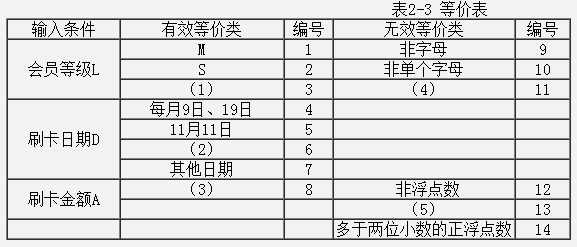 表2-3 等价表
输入条件 有效等价类 编号 无效等价类 编号
会员等级L M 1 非字母 9
S 2 非单个字母 10
(1) 3 (4) 11
刷卡日期D 每月9日、19日 4
11月11日 5
(2) 6
其他日期 7
刷卡金额A (3) 8 非浮点数 12
(5) 13
多于两位小数的正浮点数 14